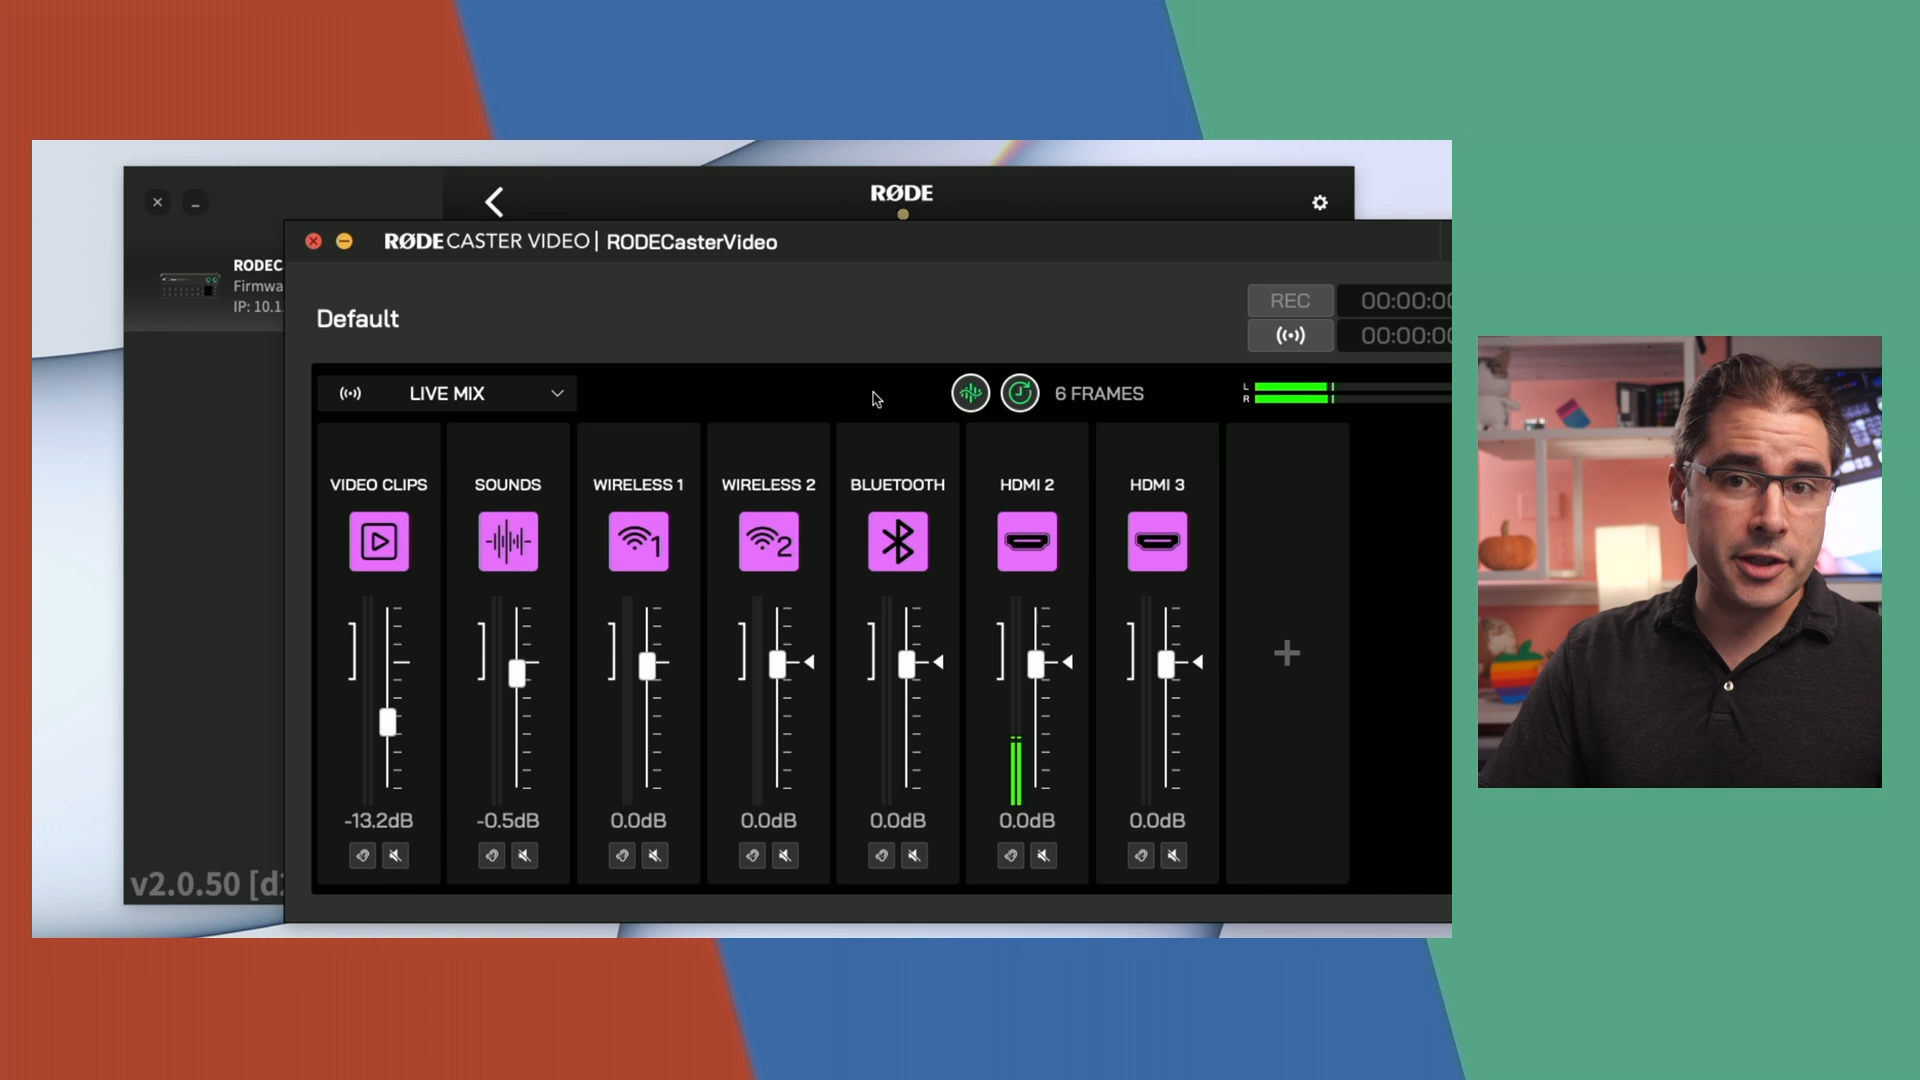 RØDE
RODEC
Firmwa
IP: 10.1
RØDECASTER VIDEO | RODECasterVideo
Default
REC 00:00:00
00:00:00
LIVE MIX
6 FRAMES
L
R
VIDEO CLIPS SOUNDS WIRELESS 1 WIRELESS 2 BLUETOOTH HDMI 2 HDMI 3
1 2
+
-13.2dB -0.5dB 0.0dB 0.0dB 0.0dB 0.0dB 0.0dB
v2.0.50 [d